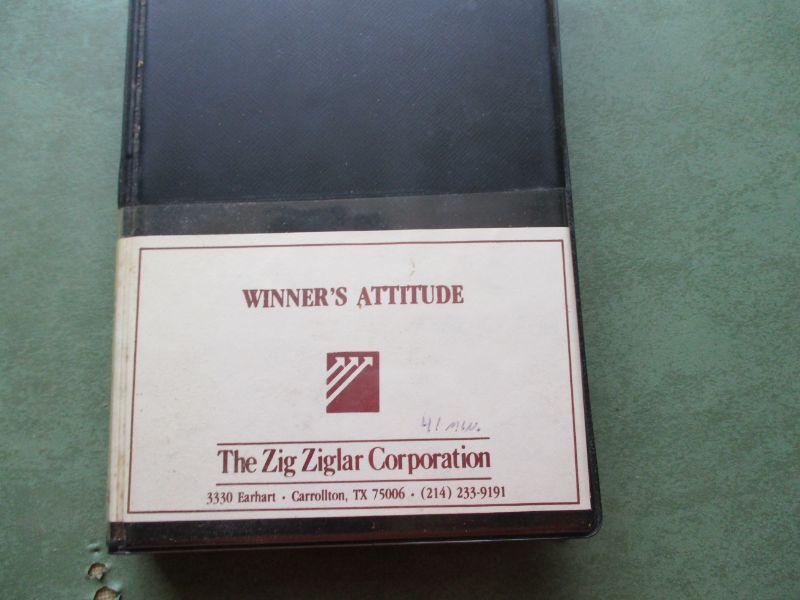 WINNER'S ATTITUDE
41 min.
The Zig Ziglar Corporation
3330 Earhart • Carrollton, TX 75006 • (214) 233-9191